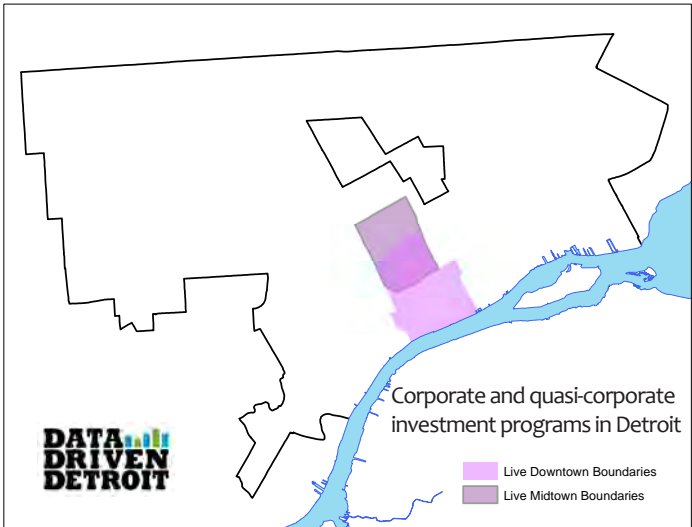 Corporate and quasi-corporate
investment programs in Detroit
DATA
DRIVEN
DETROIT
Live Downtown Boundaries
Live Midtown Boundaries